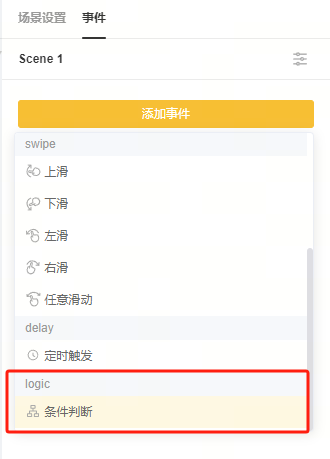 场景设置 事件
Scene 1
添加事件
swipe
上滑
下滑
左滑
右滑
任意滑动
delay
定时触发
logic
条件判断